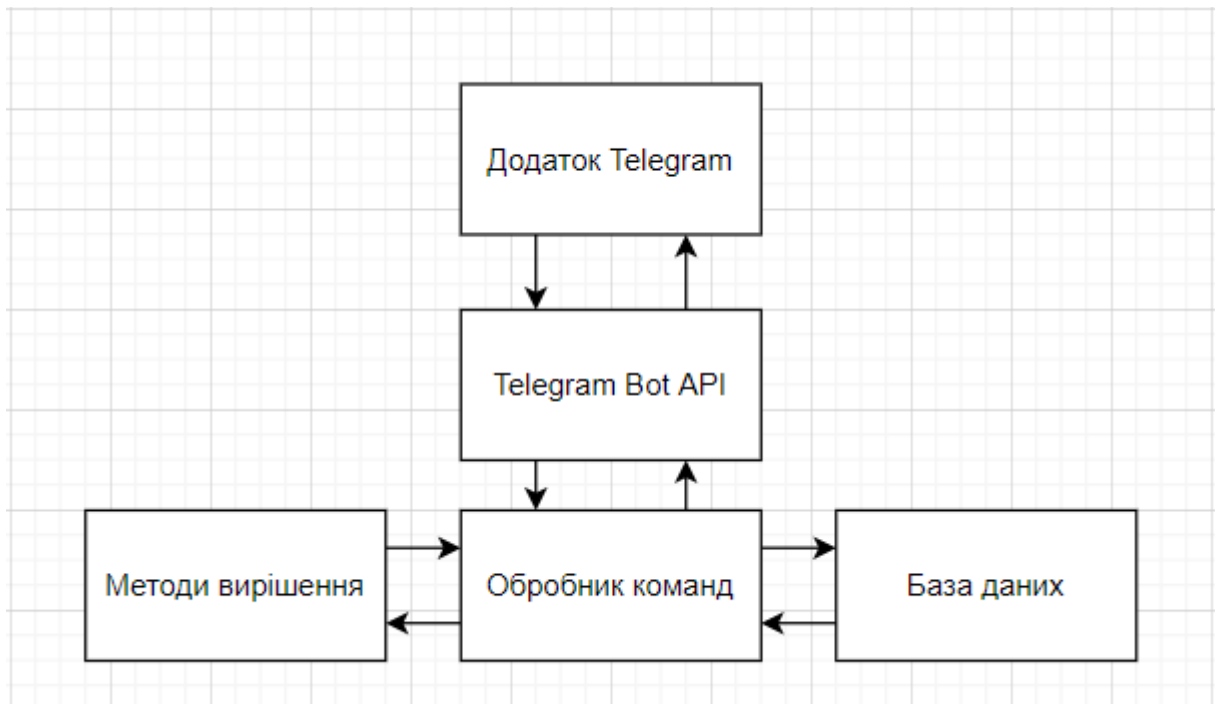 Додаток Telegram
Telegram Bot API
Методи вирішення
Обробник команд
База даних